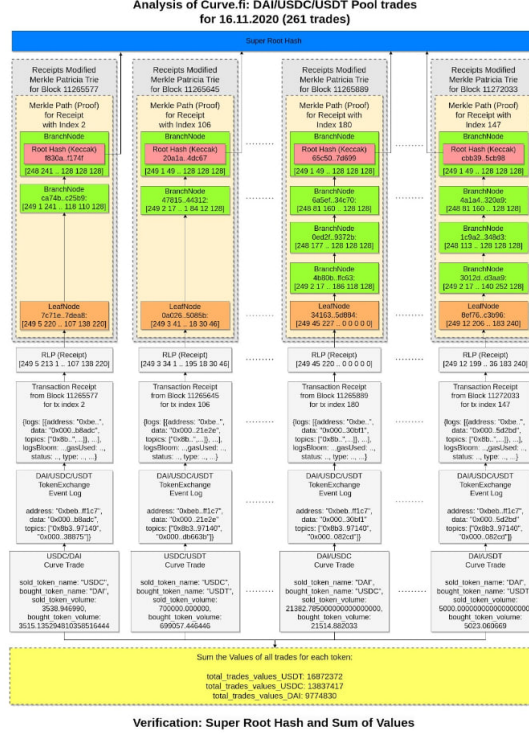 Analysis of Curve.fi: DAI/USDC/USDT Pool trades
for 16.11.2020 (261 trades)
Super Root Hash
Receipts Modified
Merkle Patricia Trie
for Block 11265577
Merkle Path (Proof)
for Receipt
with Index 2
BranchNode
Root Hash (Keccak)
f830a..f174f
[248 241 .. 128 128 128]
BranchNode
ca74b..c25b9:
[249 1 241 .. 118 110 128]
LeafNode
7c71e..7dea8:
[249 5 220 .. 107 138 220]
RLP (Receipt)
[249 5 213 1 .. 107 138 220]
Transaction Receipt
from Block 11265577
for tx index 2
{logs: [{address: "0xbe..",
data: "0x000..b8adc",
topics: ["0x8b..",...]}, ...],
logsBloom: ..,gasUsed: ..,
status: .., type: .., ...}
DAI/USDC/USDT
TokenExchange
Event Log
address: "0xbeb..ff1c7",
data: "0x000..b8adc",
topics: ["0x8b3..97140",
"0x000..38875"]}
USDC/DAI
Curve Trade
sold_token_name: "USDC",
bought_token_name: "DAI",
sold_token_volume:
3538.946990,
bought_token_volume:
3515.135294810358516444
Receipts Modified
Merkle Patricia Trie
for Block 11265645
Merkle Path (Proof)
for Receipt
with Index 106
BranchNode
Root Hash (Keccak)
20a1a..4dc67
[249 1 49 .. 128 128 128]
BranchNode
47815..44312:
[249 2 17 .. 1 84 12 128]
LeafNode
0a026..5085b:
[249 3 41 .. 18 30 46]
RLP (Receipt)
[249 3 34 1 .. 195 18 30 46]
Transaction Receipt
from Block 11265645
for tx index 106
{logs: [{address: "0xbe..",
data: "0x000..21e2e",
topics: ["0x8b..",...]}, ...],
logsBloom: ..,gasUsed: ..,
status: .., type: .., ...}
DAI/USDC/USDT
TokenExchange
Event Log
address: "0xbeb..ff1c7",
data: "0x000..21e2e",
topics: ["0x8b3..97140",
"0x000..db663b"]}
USDC/USDT
Curve Trade
sold_token_name: "USDC",
bought_token_name: "USDT",
sold_token_volume:
700000.000000,
bought_token_volume:
699057.446446
Receipts Modified
Merkle Patricia Trie
for Block 11265889
Merkle Path (Proof)
for Receipt with
Index 180
BranchNode
Root Hash (Keccak)
65c50..7d699
[249 1 49 .. 128 128 128]
BranchNode
6a5ef..34c70:
[248 81 160 .. 128 128]
BranchNode
0ed2f..9372b:
[248 177 .. 128 128 128]
BranchNode
4b80b..ffc63:
[249 2 17 .. 186 118 128]
LeafNode
34163..5d884:
[249 45 227 .. 0 0 0 0]
RLP (Receipt)
[249 45 220 .. 0 0 0 0]
Transaction Receipt
from Block 11265889
for tx index 180
{logs: [{address: "0xbe..",
data: "0x000..30bf1",
topics: ["0x8b..",...]}, ...],
logsBloom: ..,gasUsed: ..,
status: .., type: .., ...}
DAI/USDC/USDT
TokenExchange
Event Log
address: "0xbeb..ff1c7",
data: "0x000..30bf1",
topics: ["0x8b3..97140",
"0x000..082cd"]}
DAI/USDC
Curve Trade
sold_token_name: "DAI",
bought_token_name: "USDC",
sold_token_volume:
21382.785000000000000000,
bought_token_volume:
21514.882033
Receipts Modified
Merkle Patricia Trie
for Block 11272033
Merkle Path (Proof)
for Receipt with
Index 147
BranchNode
Root Hash (Keccak)
cbb39..5cb98
[249 1 49 .. 128 128 128]
BranchNode
4a1a4..320a9:
[248 81 160 .. 128 128]
BranchNode
1c9a2..348d3:
[248 113 .. 128 128 128]
BranchNode
3012d..d3aa9:
[249 2 17 .. 140 252 128]
LeafNode
8ef76..c3b96:
[249 12 206 .. 183 240]
RLP (Receipt)
[249 12 199 .. 36 183 240]
Transaction Receipt
from Block 11272033
for tx index 147
{logs: [{address: "0xbe..",
data: "0x000..5d2bd",
topics: ["0x8b..",...]}, ...],
logsBloom: ..,gasUsed: ..,
status: .., type: .., ...}
DAI/USDC/USDT
TokenExchange
Event Log
address: "0xbeb..ff1c7",
data: "0x000..5d2bd",
topics: ["0x8b3..97140",
"0x000..082cd"]}
DAI/USDT
Curve Trade
sold_token_name: "DAI",
bought_token_name: "USDT",
sold_token_volume:
5000.000000000000000000,
bought_token_volume:
5023.060669
Sum the Values of all trades for each token:
total_trades_values_USDT: 16872372
total_trades_values_USDC: 13837417
total_trades_values_DAI: 9774830
Verification: Super Root Hash and Sum of Values